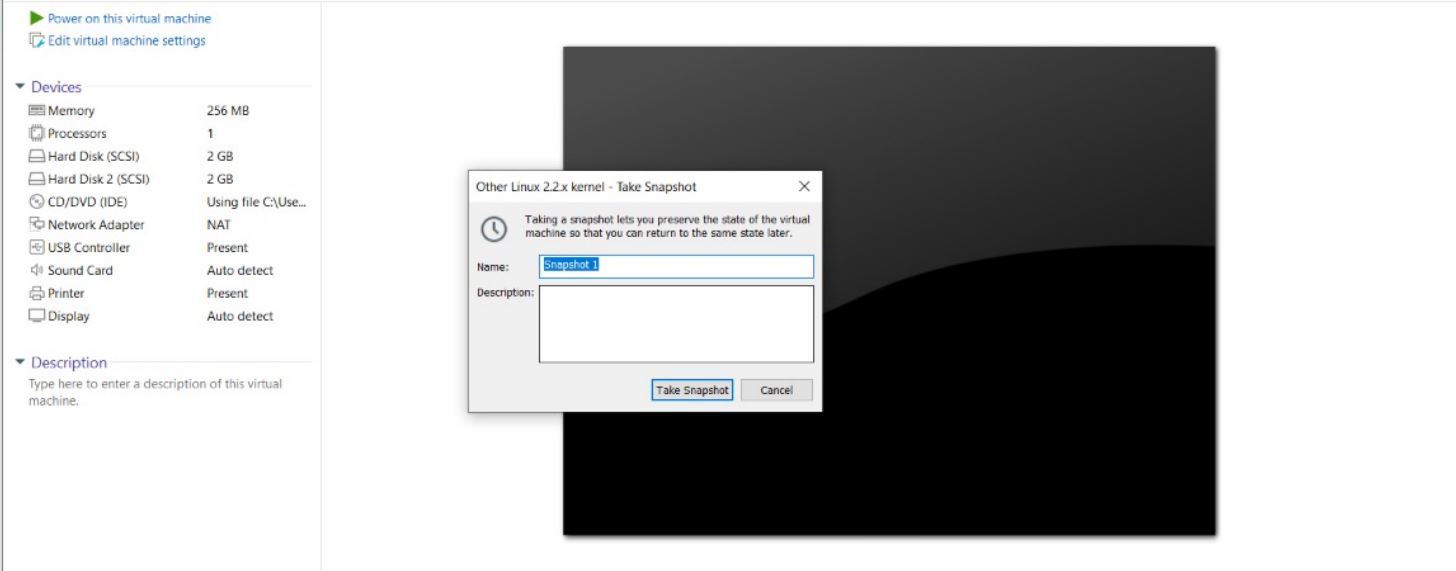 Power on this virtual machine
Edit virtual machine settings
Devices
Memory 256 MB
Processors 1
Hard Disk (SCSI) 2 GB
Hard Disk 2 (SCSI) 2 GB
CD/DVD (IDE) Using file C:\Use...
Network Adapter NAT
USB Controller Present
Sound Card Auto detect
Printer Present
Display Auto detect
Description
Type here to enter a description of this virtual
machine.
Other Linux 2.2.x kernel - Take Snapshot
Taking a snapshot lets you preserve the state of the virtual
machine so that you can return to the same state later.
Name: Snapshot 1
Description:
Take Snapshot Cancel